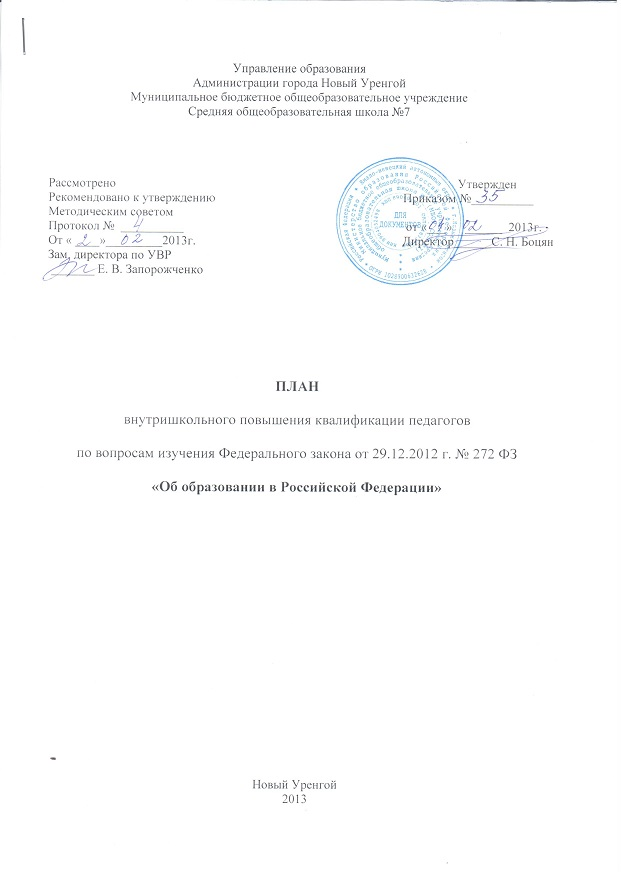 Управление образования
Администрации города Новый Уренгой
Муниципальное бюджетное общеобразовательное учреждение
Средняя общеобразовательная школа №7
Рассмотрено
Рекомендовано к утверждению
Методическим советом
Протокол № 4
От « 2 » 02 2013г.
Зам, директора по УВР
Е. В. Запорожченко
Утвержден
Приказом № 35
от « 04 » 02 2013г.
Директор С. Н. Боцян
ДЛЯ
ДОКУМЕНТОВ
ПЛАН
внутришкольного повышения квалификации педагогов
по вопросам изучения Федерального закона от 29.12.2012 г. № 272 ФЗ
«Об образовании в Российской Федерации»
Новый Уренгой
2013